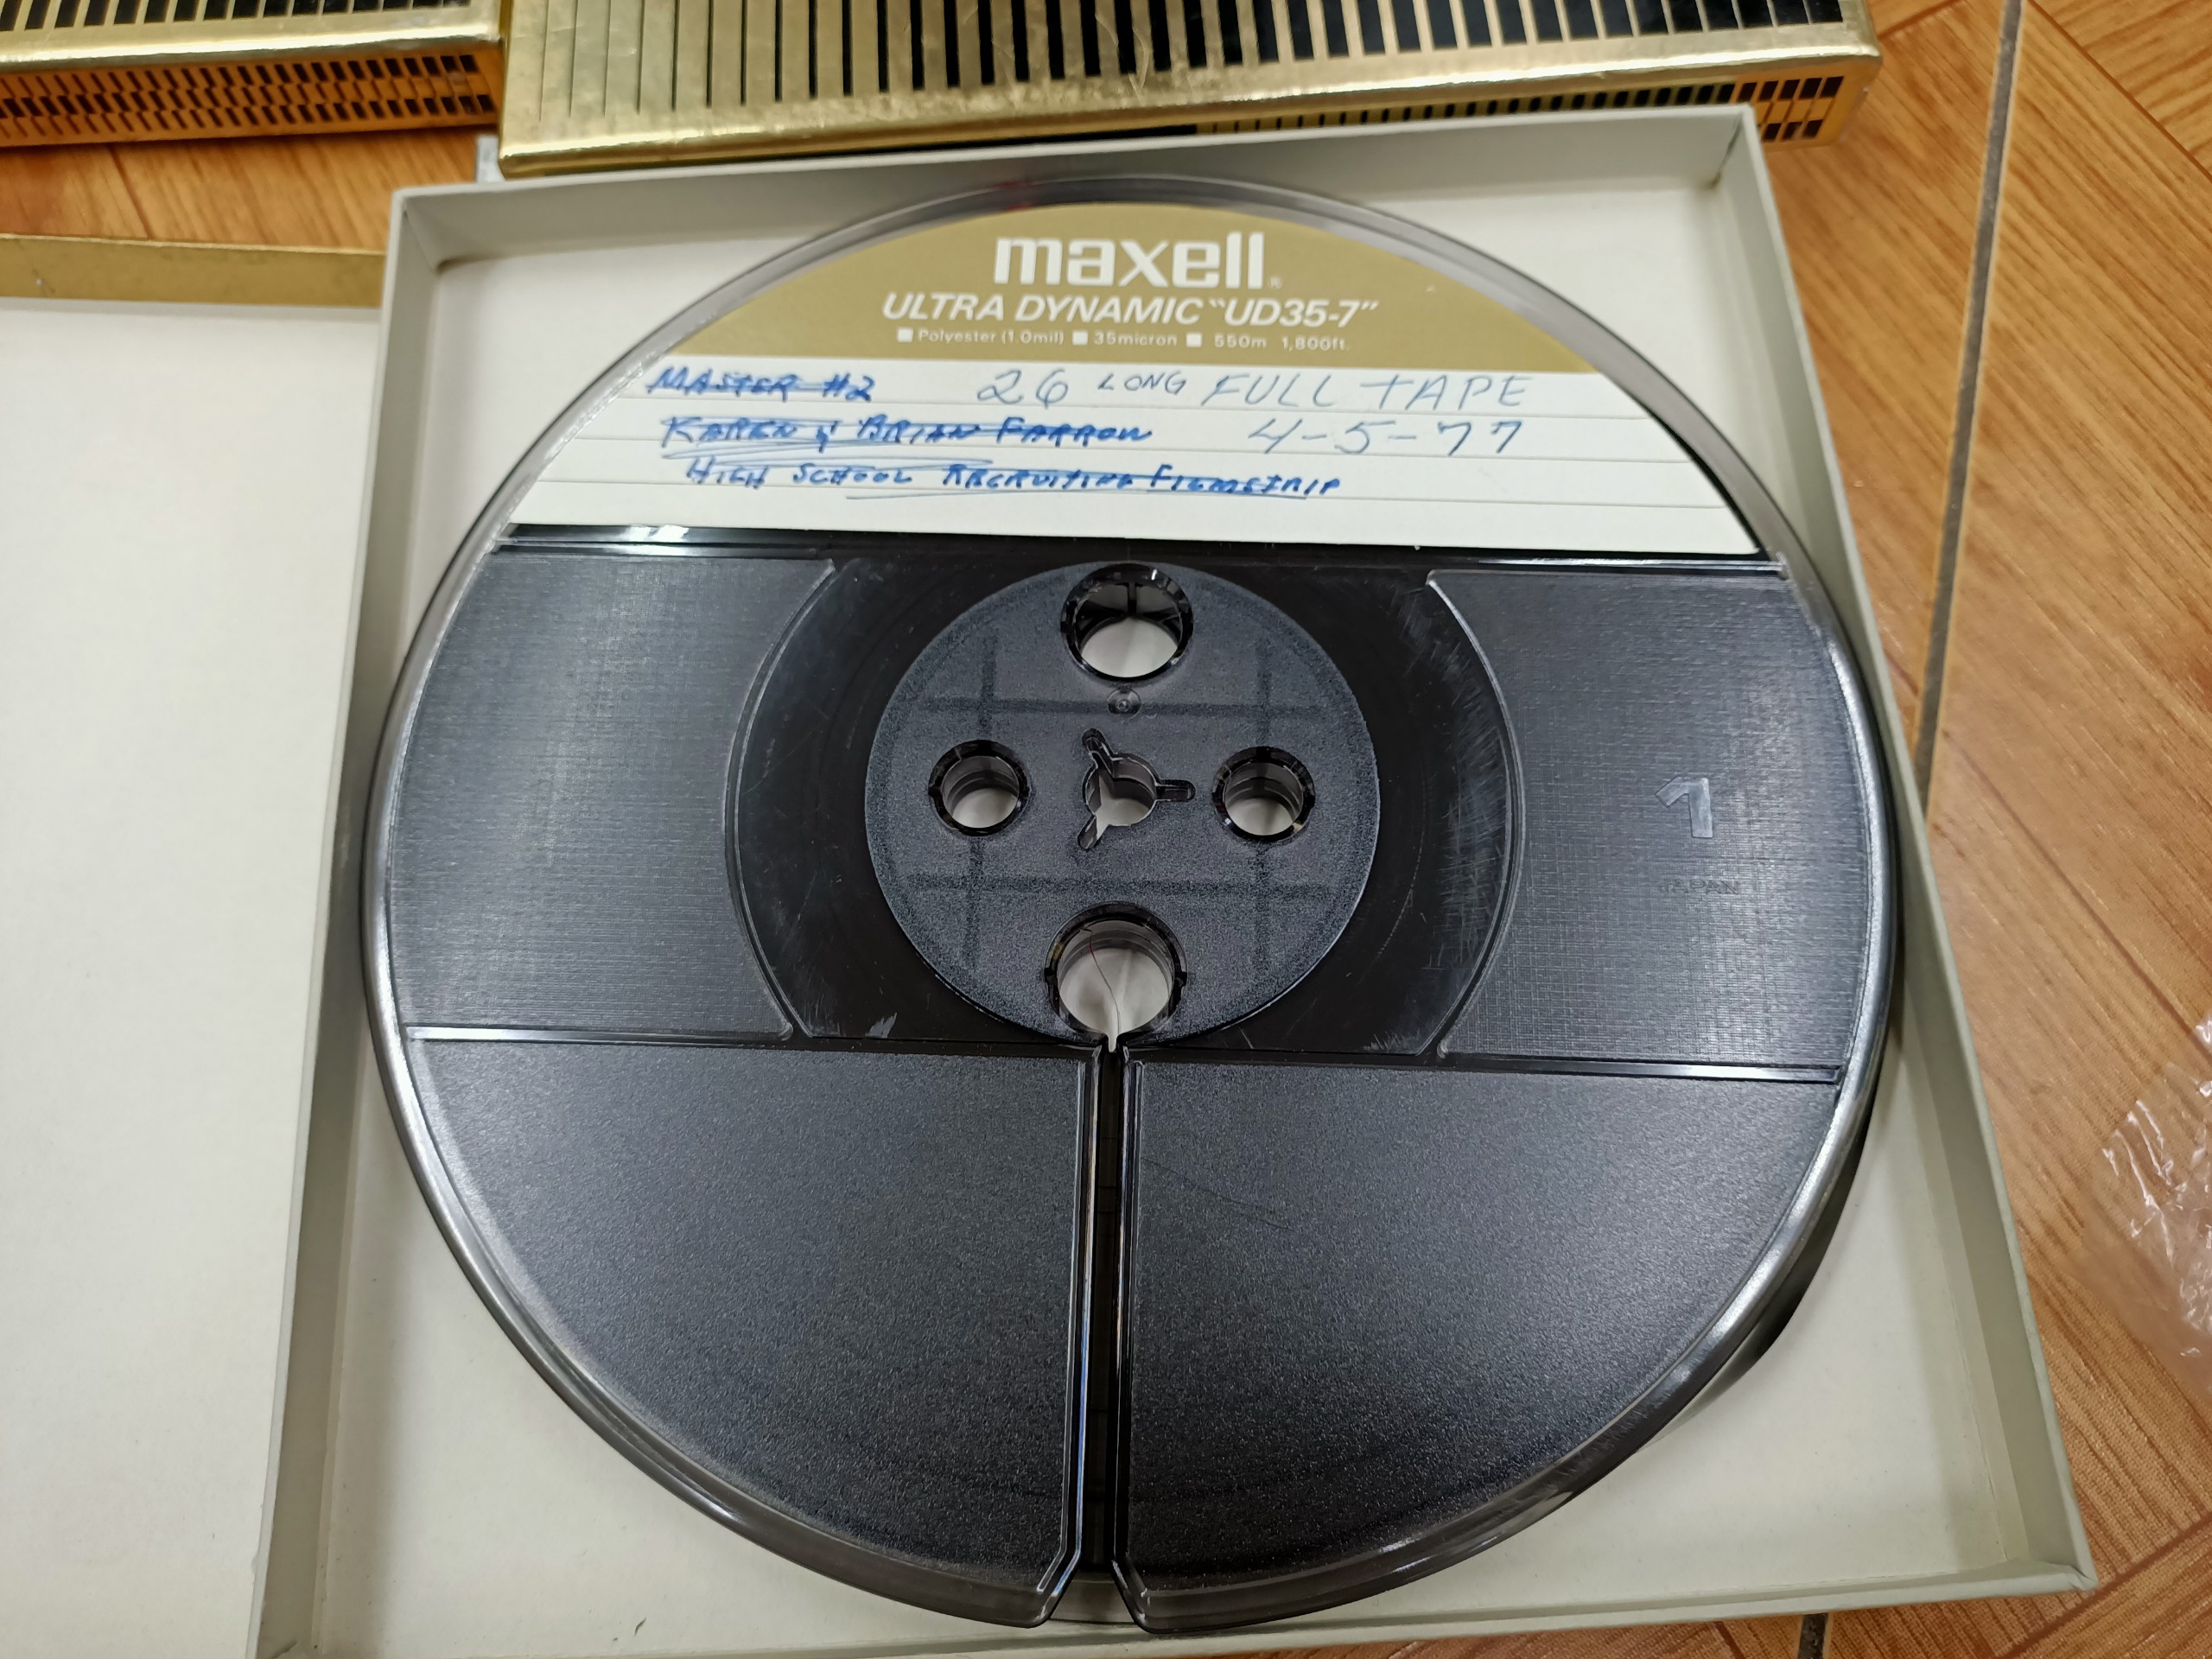 maxell®
ULTRA DYNAMIC "UD35-7"
■ Polyester (1.0mil) ■ 35micron ■ 550m 1,800ft.
MASTER #2 26 LONG FULL TAPE
KAREN & BRIAN FARROW 4-5-77
HIGH SCHOOL RECRUITING FILMSTRIP
1
JAPAN